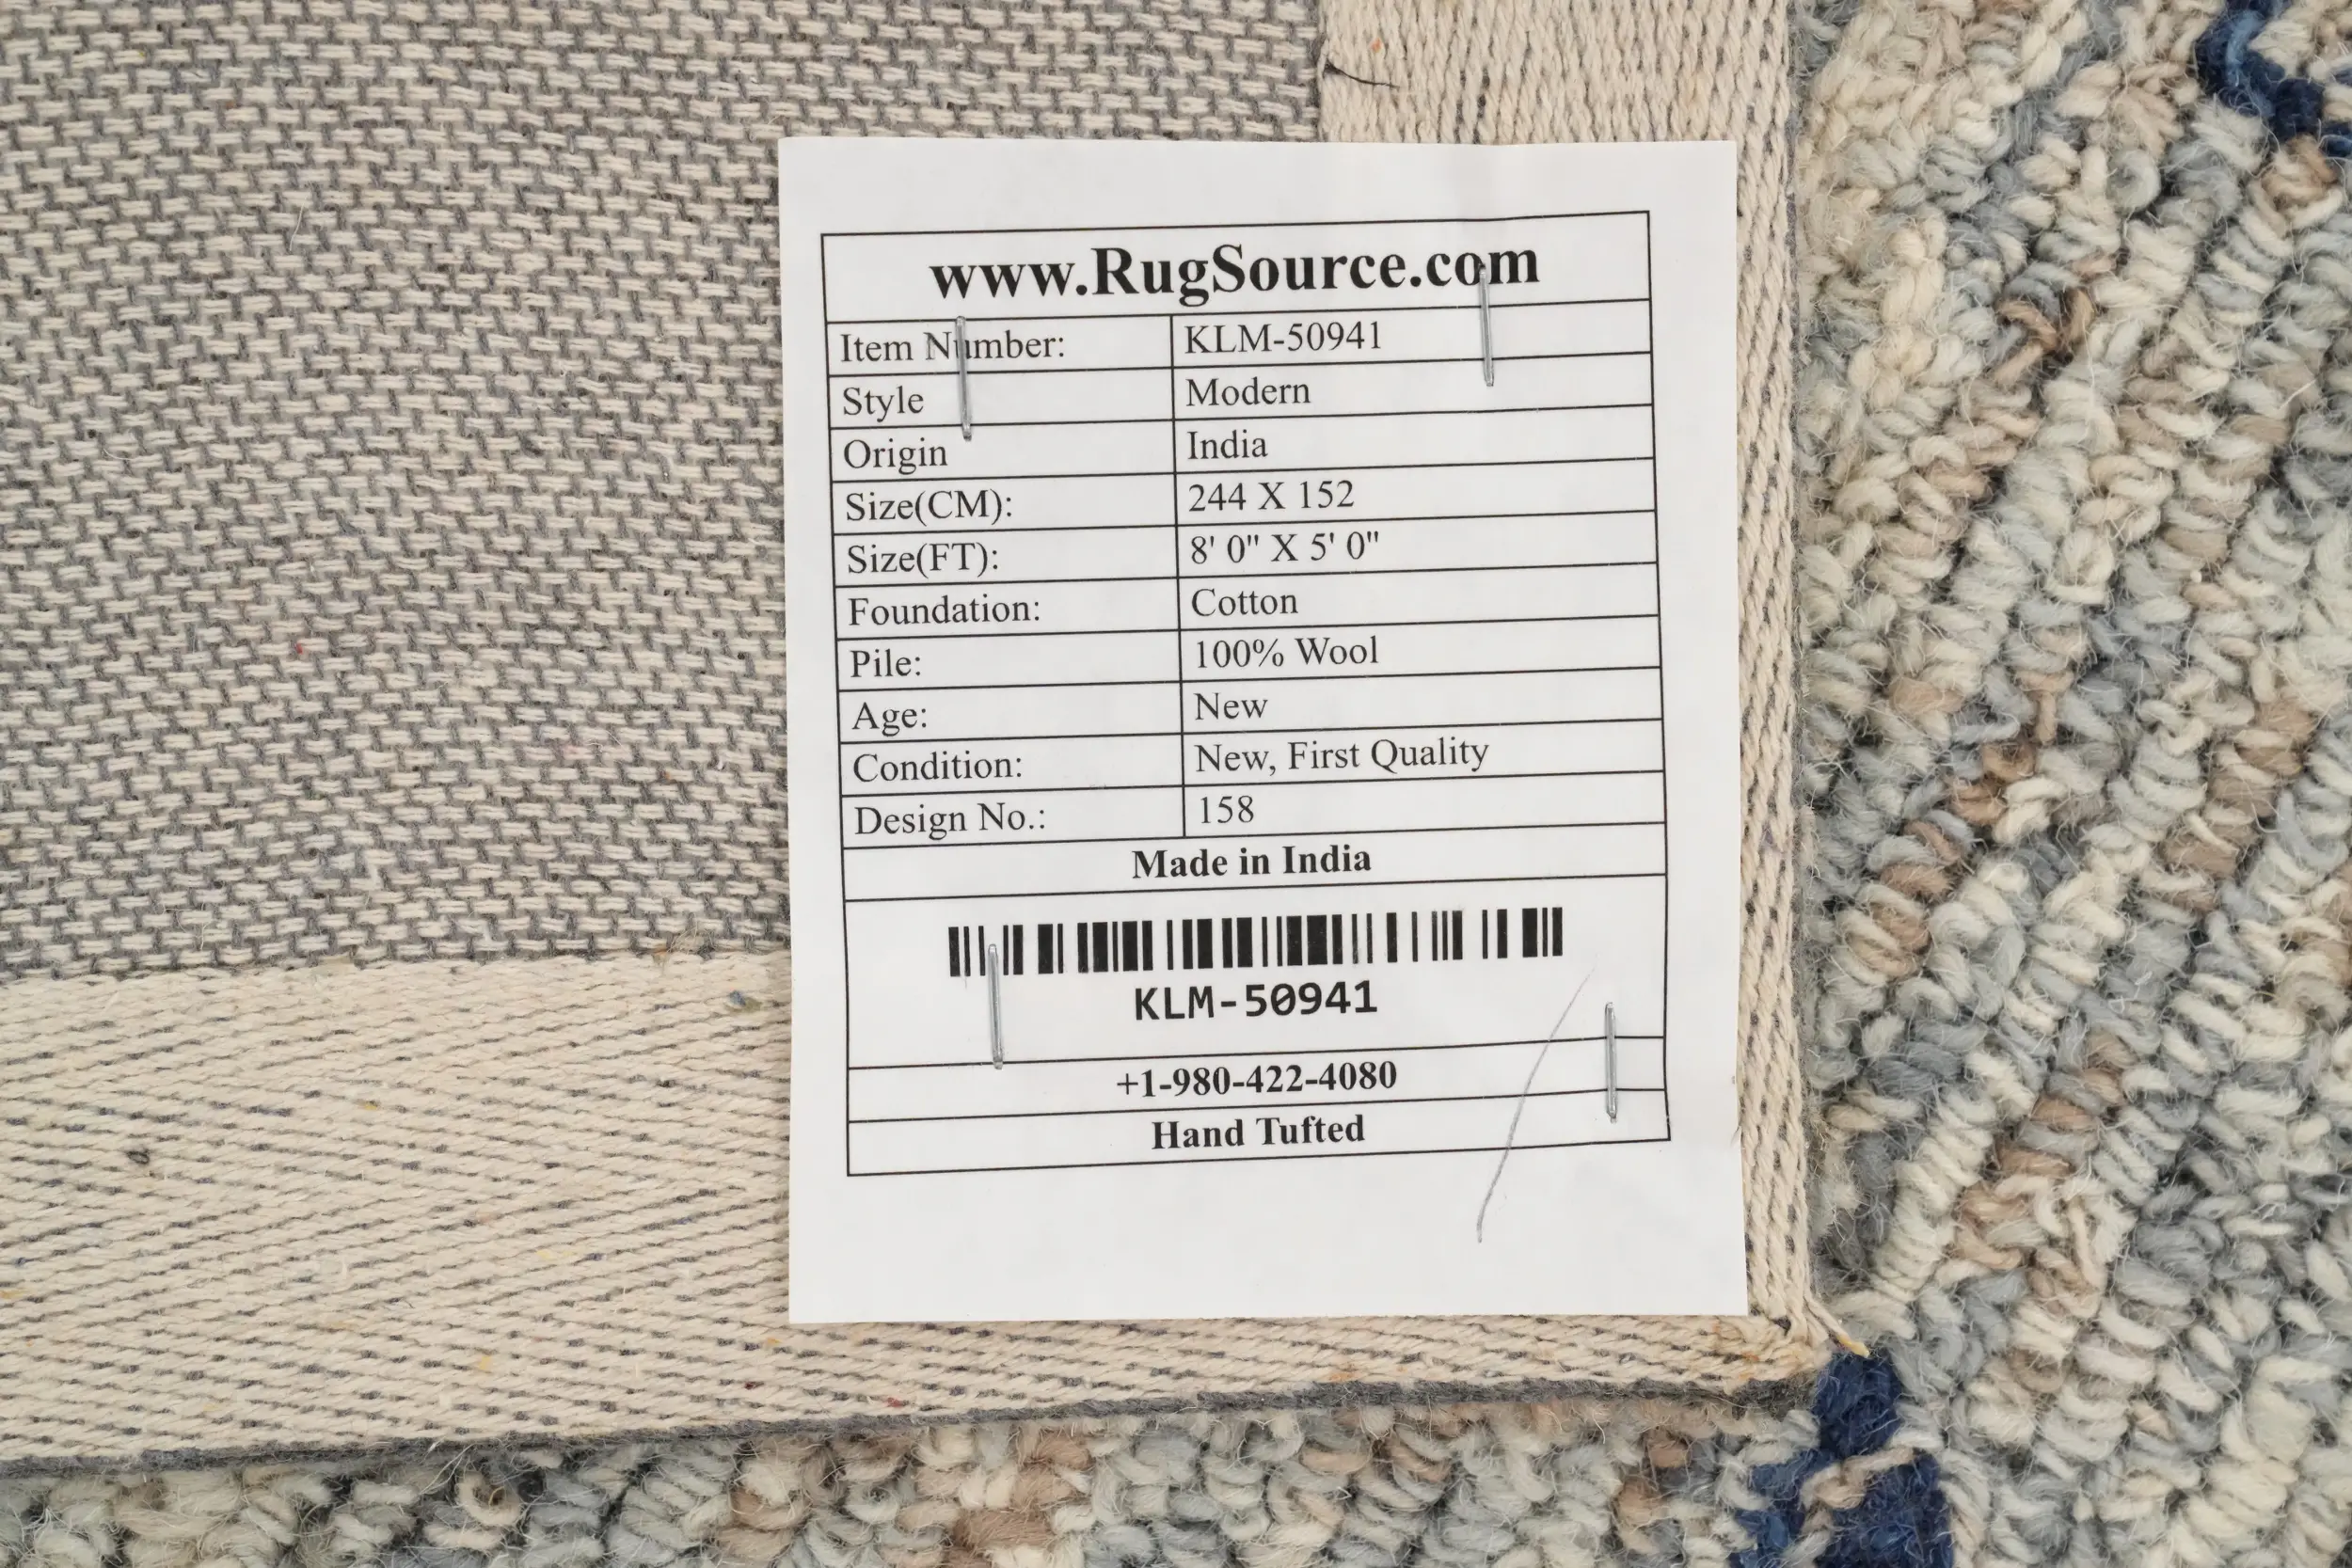 www.RugSource.com
Item Number: KLM-50941
Style Modern
Origin India
Size(CM): 244 X 152
Size(FT): 8' 0" X 5' 0"
Foundation: Cotton
Pile: 100% Wool
Age: New
Condition: New, First Quality
Design No.: 158
Made in India
KLM-50941
+1-980-422-4080
Hand Tufted